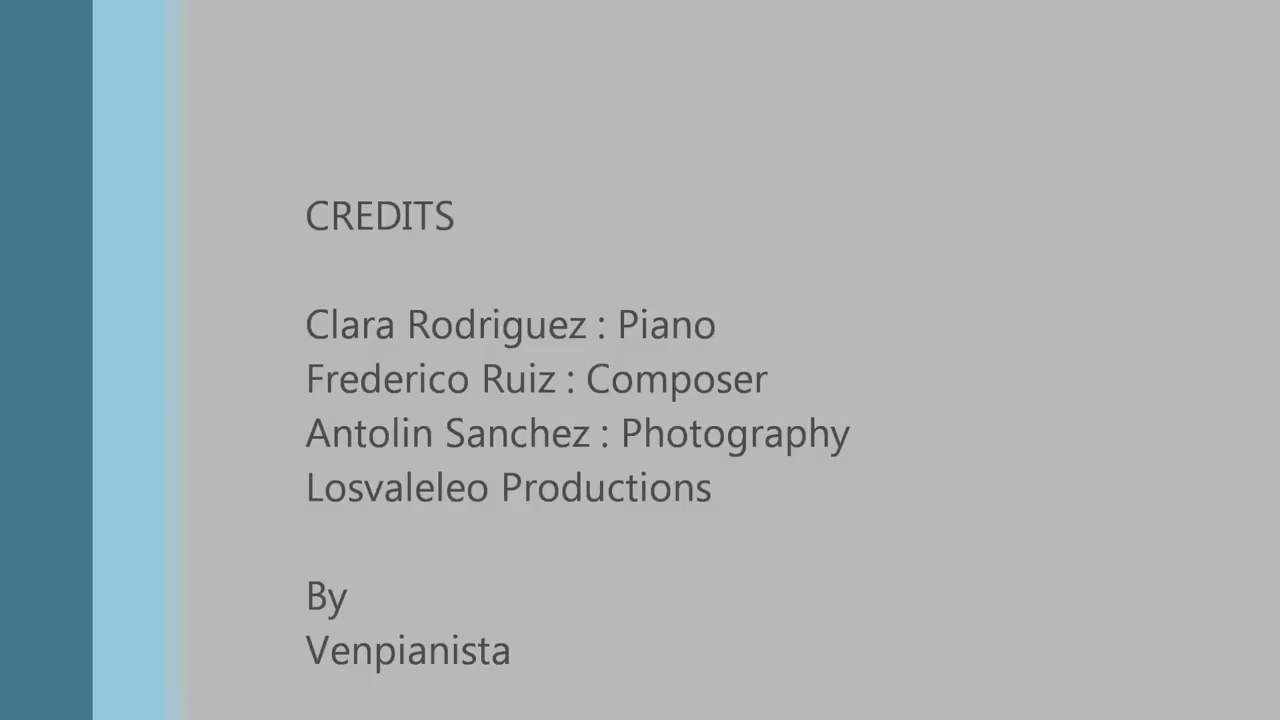 CREDITS
Clara Rodriguez : Piano
Frederico Ruiz : Composer
Antolin Sanchez : Photography
Losvaleleo Productions
By
Venpianista